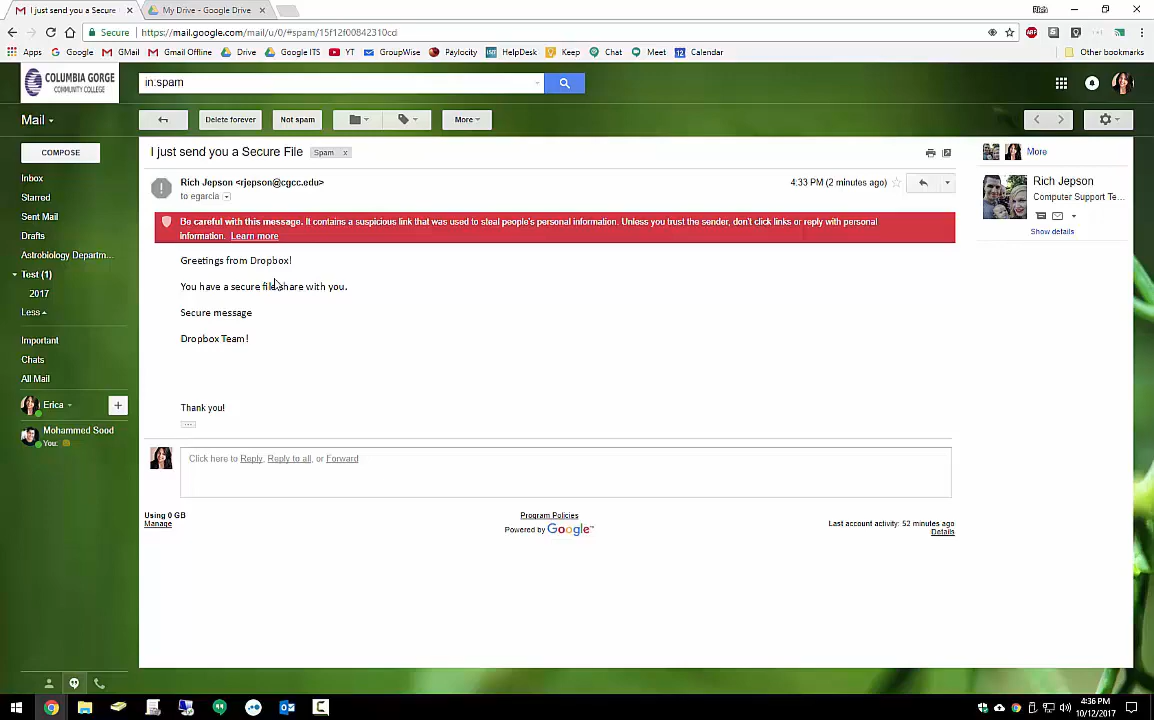 I just send you a Secure
My Drive - Google Drive
Rich
Secure
https://mail.google.com/mail/u/0/#spam/15f12f00842310cd
Apps
Google
GMail
Gmail Offline
Drive
Google ITS
YT
GroupWise
Paylocity
HelpDesk
Keep
Chat
Meet
12
Calendar
Other bookmarks
COLUMBIA GORGE
COMMUNITY COLLEGE
in:spam
Mail
Delete forever
Not spam
More
COMPOSE
I just send you a Secure File
Spam x
More
Inbox
Starred
Sent Mail
Drafts
Astrobiology Departm...
Test (1)
2017
Less
Important
Chats
All Mail
Erica
Mohammed Sood
You:
Rich Jepson <rjepson@cgcc.edu>
4:33 PM (2 minutes ago)
to egarcia
Be careful with this message. It contains a suspicious link that was used to steal people's personal information. Unless you trust the sender, don't click links or reply with personal
information. Learn more
Greetings from Dropbox!
You have a secure file share with you.
Secure message
Dropbox Team!
Thank you!
...
Click here to Reply, Reply to all, or Forward
Rich Jepson
Computer Support Te...
Show details
Using 0 GB
Manage
Program Policies
Powered by Google™
Last account activity: 52 minutes ago
Details
4:36 PM
10/12/2017